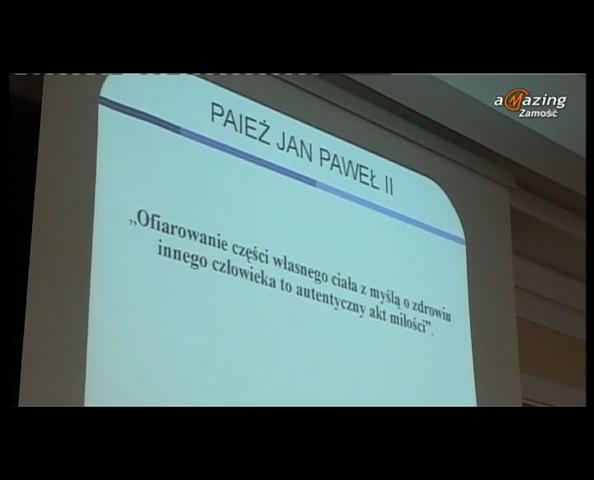 aMazing
Zamość
PAIEŻ JAN PAWEŁ II
„Ofiarowanie części własnego ciała z myślą o zdrowiu
innego człowieka to autentyczny akt miłości”.